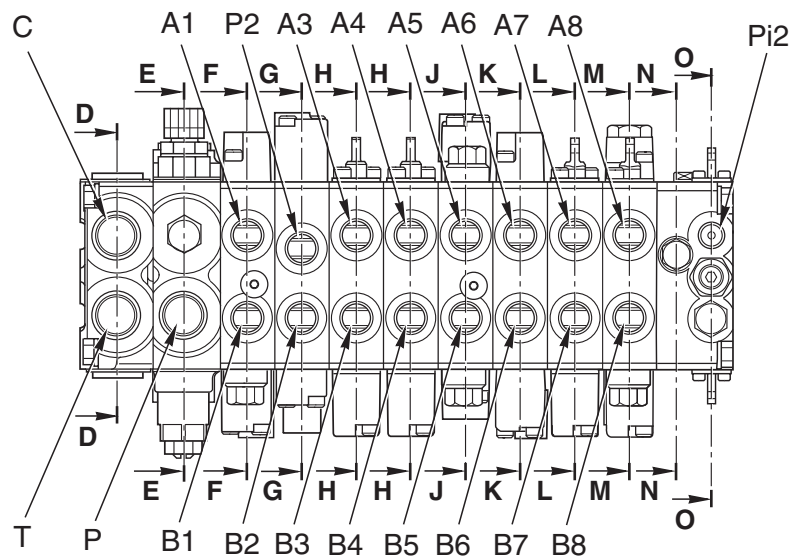 C A1 P2 A3 A4 A5 A6 A7 A8 Pi2
E F G H H J K L M N O
D
D
E F G H H J K L M N O
T P B1 B2 B3 B4 B5 B6 B7 B8